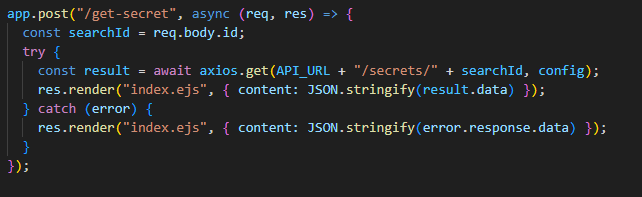 app.post("/get-secret", async (req, res) => {
  const searchId = req.body.id;
  try {
    const result = await axios.get(API_URL + "/secrets/" + searchId, config);
    res.render("index.ejs", { content: JSON.stringify(result.data) });
  } catch (error) {
    res.render("index.ejs", { content: JSON.stringify(error.response.data) });
  }
});